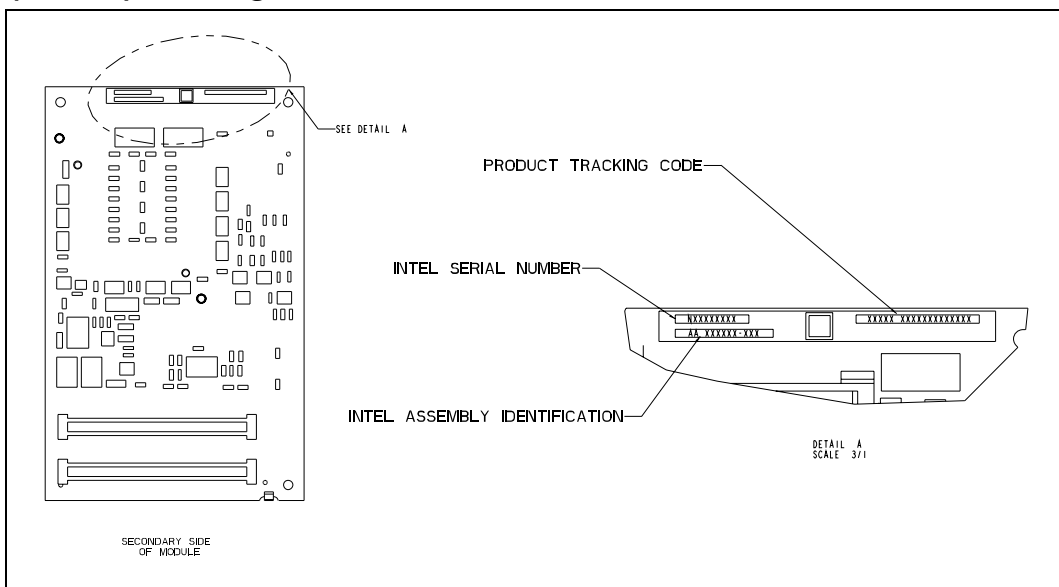 SEE DETAIL A
PRODUCT TRACKING CODE
INTEL SERIAL NUMBER
NXXXXXXXX
XXXXX XXXXXXXXXXXXX
AA XXXXXX-XXX
INTEL ASSEMBLY IDENTIFICATION
DETAIL A
SCALE 3/1
SECONDARY SIDE
OF MODULE